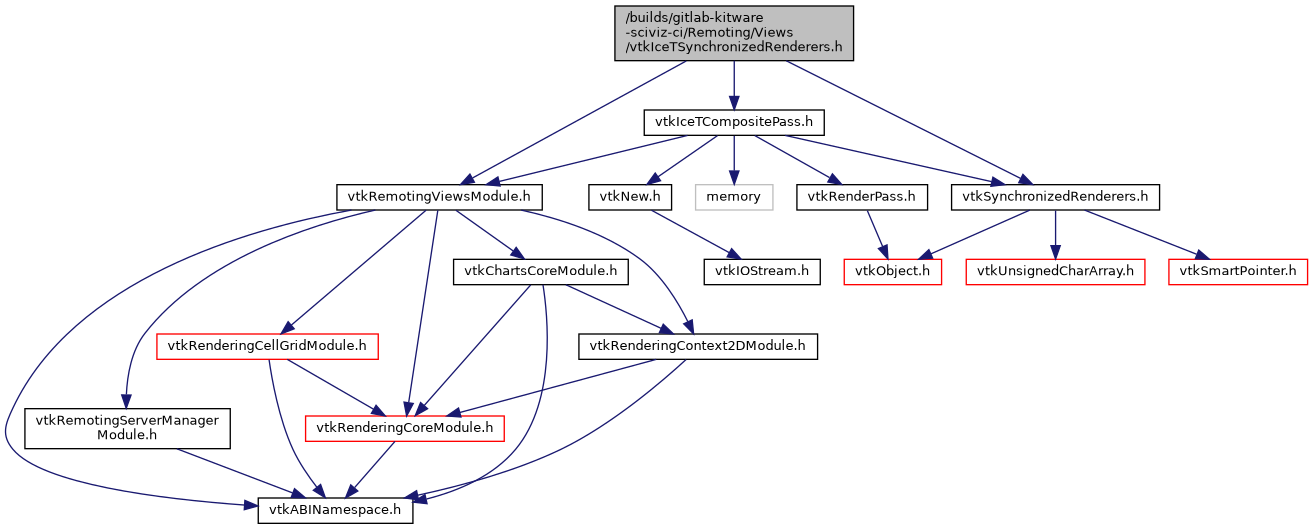 /builds/gitlab-kitware
-sciviz-ci/Remoting/Views
/vtkIceTSynchronizedRenderers.h
vtkIceTCompositePass.h
vtkRemotingViewsModule.h
vtkNew.h
memory
vtkRenderPass.h
vtkSynchronizedRenderers.h
vtkChartsCoreModule.h
vtkIOStream.h
vtkObject.h
vtkUnsignedCharArray.h
vtkSmartPointer.h
vtkRenderingCellGridModule.h
vtkRenderingContext2DModule.h
vtkRemotingServerManager
Module.h
vtkRenderingCoreModule.h
vtkABINamespace.h